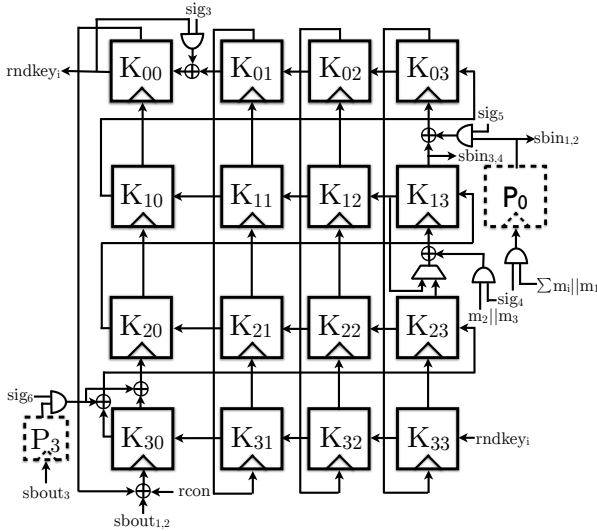 sig₃
rndkeyᵢ
K₀₀ K₀₁ K₀₂ K₀₃
sig₅
sbin₁,₂
sbin₃,₄
K₁₀ K₁₁ K₁₂ K₁₃ P₀
∑mᵢ||m₁
sig₄
m₂||m₃
K₂₀ K₂₁ K₂₂ K₂₃
sig₆
P₃ K₃₀ K₃₁ K₃₂ K₃₃ rndkeyᵢ
sbout₃ rcon
sbout₁,₂